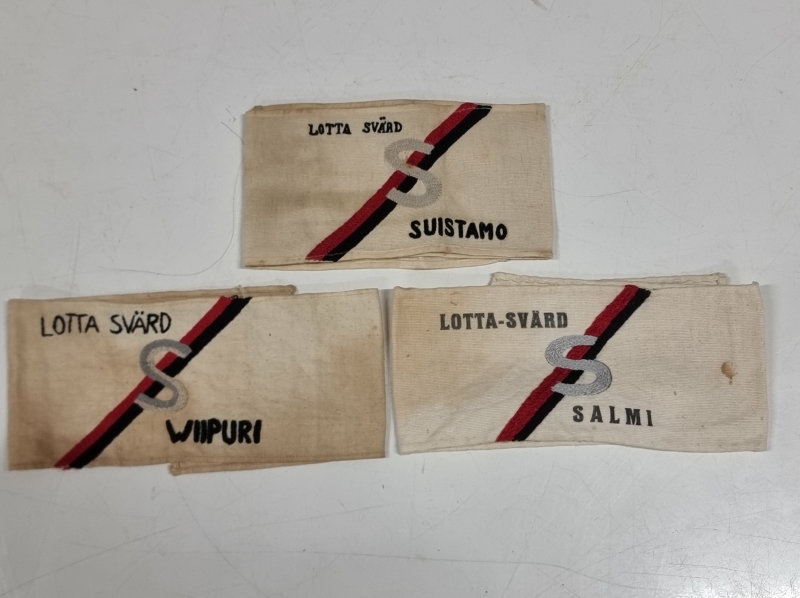 LOTTA SVÄRD
S
SUISTAMO
LOTTA SVÄRD
S
WIIPURI
LOTTA-SVÄRD
S
SALMI